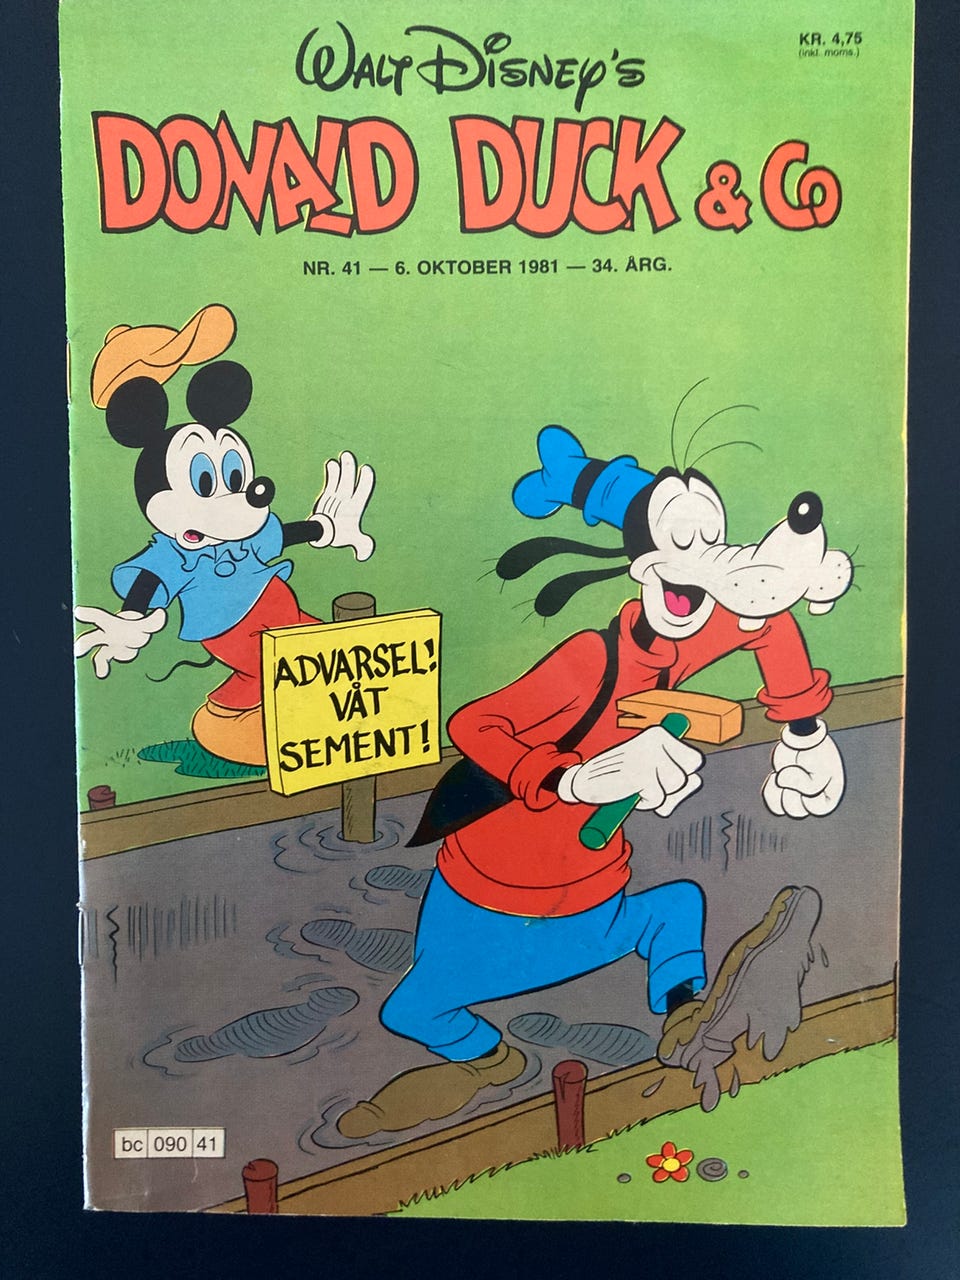 WALT DISNEY'S
KR. 4,75
(inkl. moms.)
DONALD DUCK & Co
NR. 41 — 6. OKTOBER 1981 — 34. ÅRG.
ADVARSEL!
VÅT
SEMENT!
bc 090 41